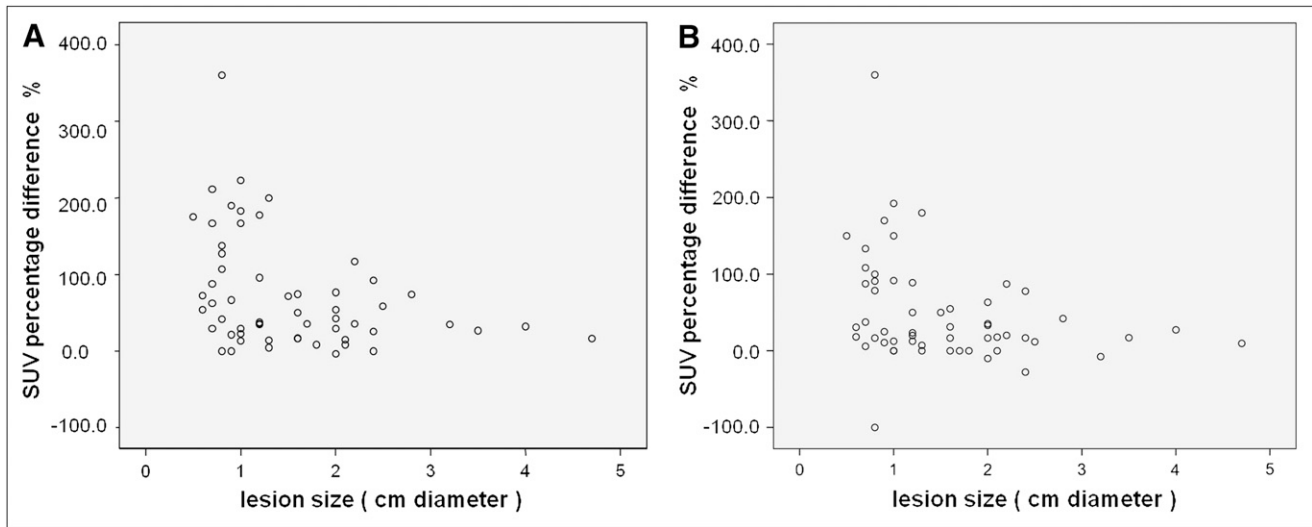 A
SUV percentage difference %
400.0
300.0
200.0
100.0
0.0
-100.0
0 1 2 3 4 5
lesion size ( cm diameter )
B
SUV percentage difference %
400.0
300.0
200.0
100.0
0.0
-100.0
0 1 2 3 4 5
lesion size ( cm diameter )